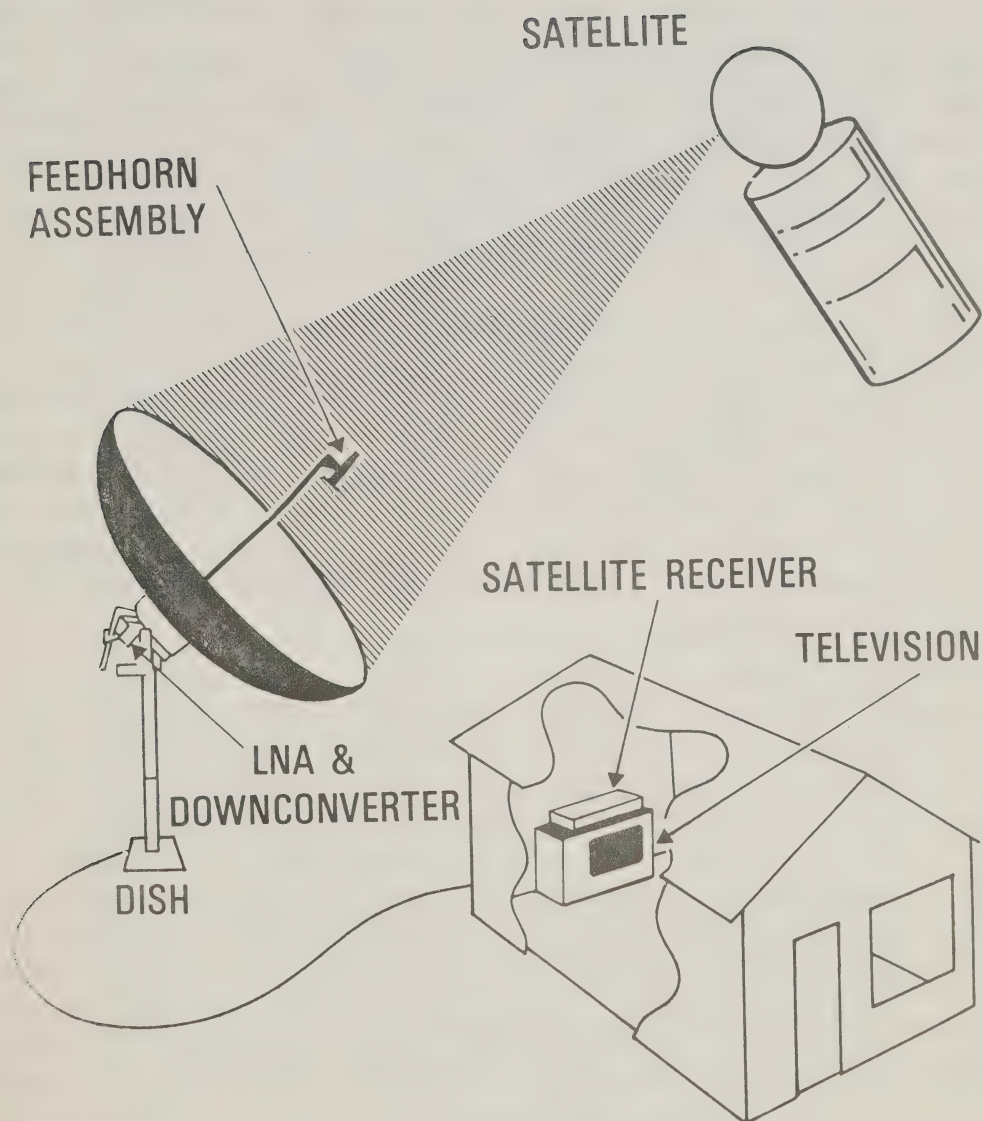 SATELLITE
FEEDHORN
ASSEMBLY
SATELLITE RECEIVER
TELEVISION
LNA &
DOWNCONVERTER
DISH